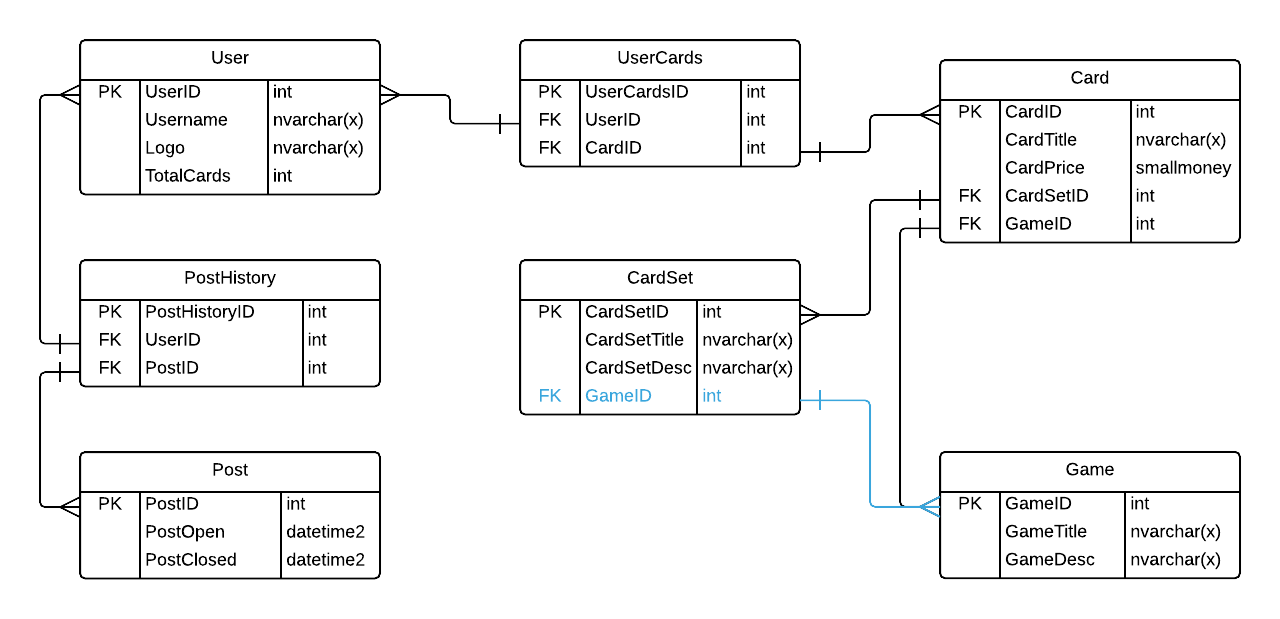 User
PK UserID int
Username nvarchar(x)
Logo nvarchar(x)
TotalCards int
UserCards
PK UserCardsID int
FK UserID int
FK CardID int
Card
PK CardID int
CardTitle nvarchar(x)
CardPrice smallmoney
FK CardSetID int
FK GameID int
PostHistory
PK PostHistoryID int
FK UserID int
FK PostID int
CardSet
PK CardSetID int
CardSetTitle nvarchar(x)
CardSetDesc nvarchar(x)
FK GameID int
Post
PK PostID int
PostOpen datetime2
PostClosed datetime2
Game
PK GameID int
GameTitle nvarchar(x)
GameDesc nvarchar(x)